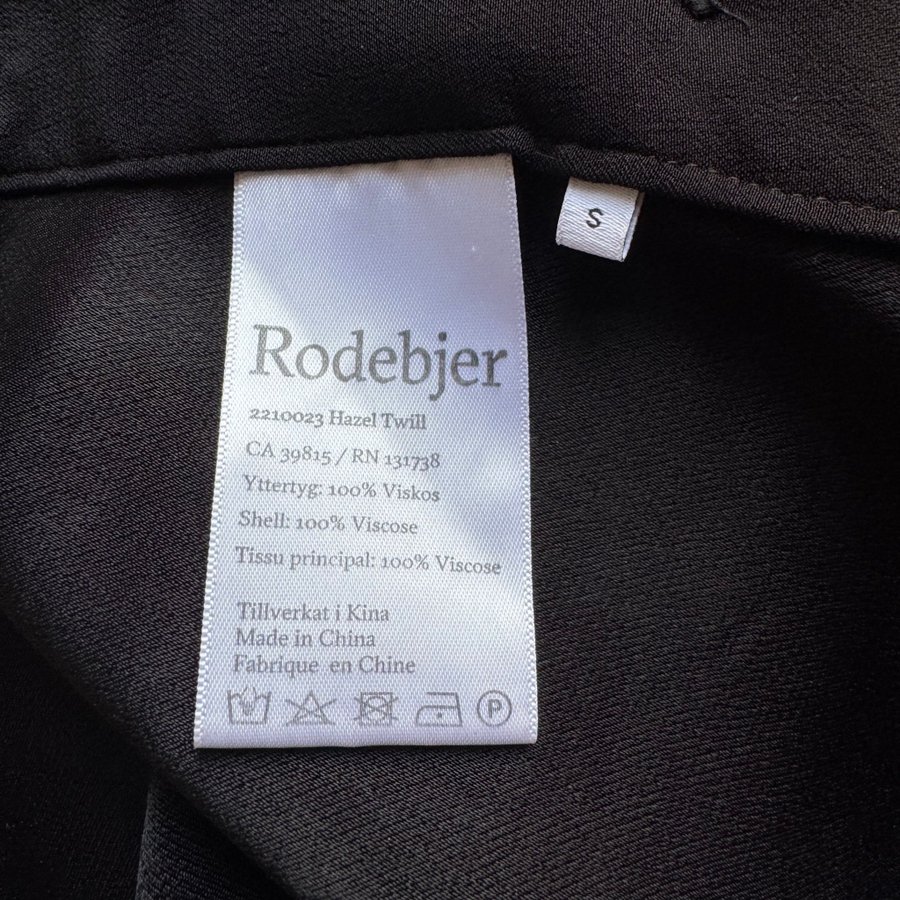 S
Rodebjer
2210023 Hazel Twill
CA 39815 / RN 131738
Yttertyg: 100% Viskos
Shell: 100% Viscose
Tissu principal: 100% Viscose
Tillverkat i Kina
Made in China
Fabrique en Chine
P